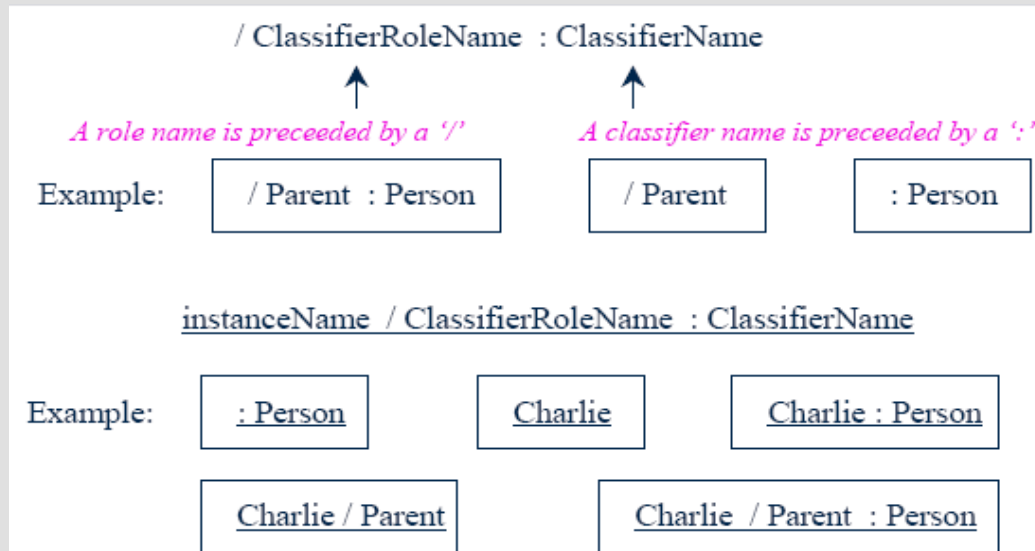 / ClassifierRoleName : ClassifierName
A role name is preceeded by a ‘/’ A classifier name is preceeded by a ‘:’
Example: / Parent : Person / Parent : Person
instanceName / ClassifierRoleName : ClassifierName
Example: : Person Charlie Charlie : Person
Charlie / Parent Charlie / Parent : Person